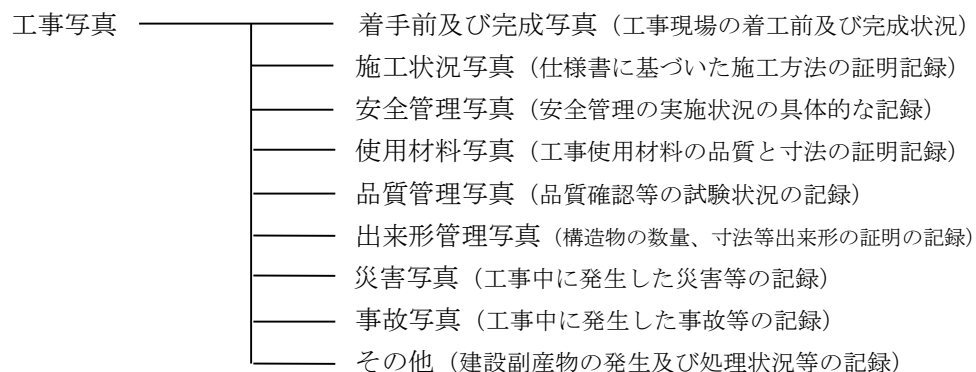 工事写真 着手前及び完成写真（工事現場の着工前及び完成状況）
施工状況写真（仕様書に基づいた施工方法の証明記録）
安全管理写真（安全管理の実施状況の具体的な記録）
使用材料写真（工事使用材料の品質と寸法の証明記録）
品質管理写真（品質確認等の試験状況の記録）
出来形管理写真（構造物の数量、寸法等出来形の証明の記録）
災害写真（工事中に発生した災害等の記録）
事故写真（工事中に発生した事故等の記録）
その他（建設副産物の発生及び処理状況等の記録）